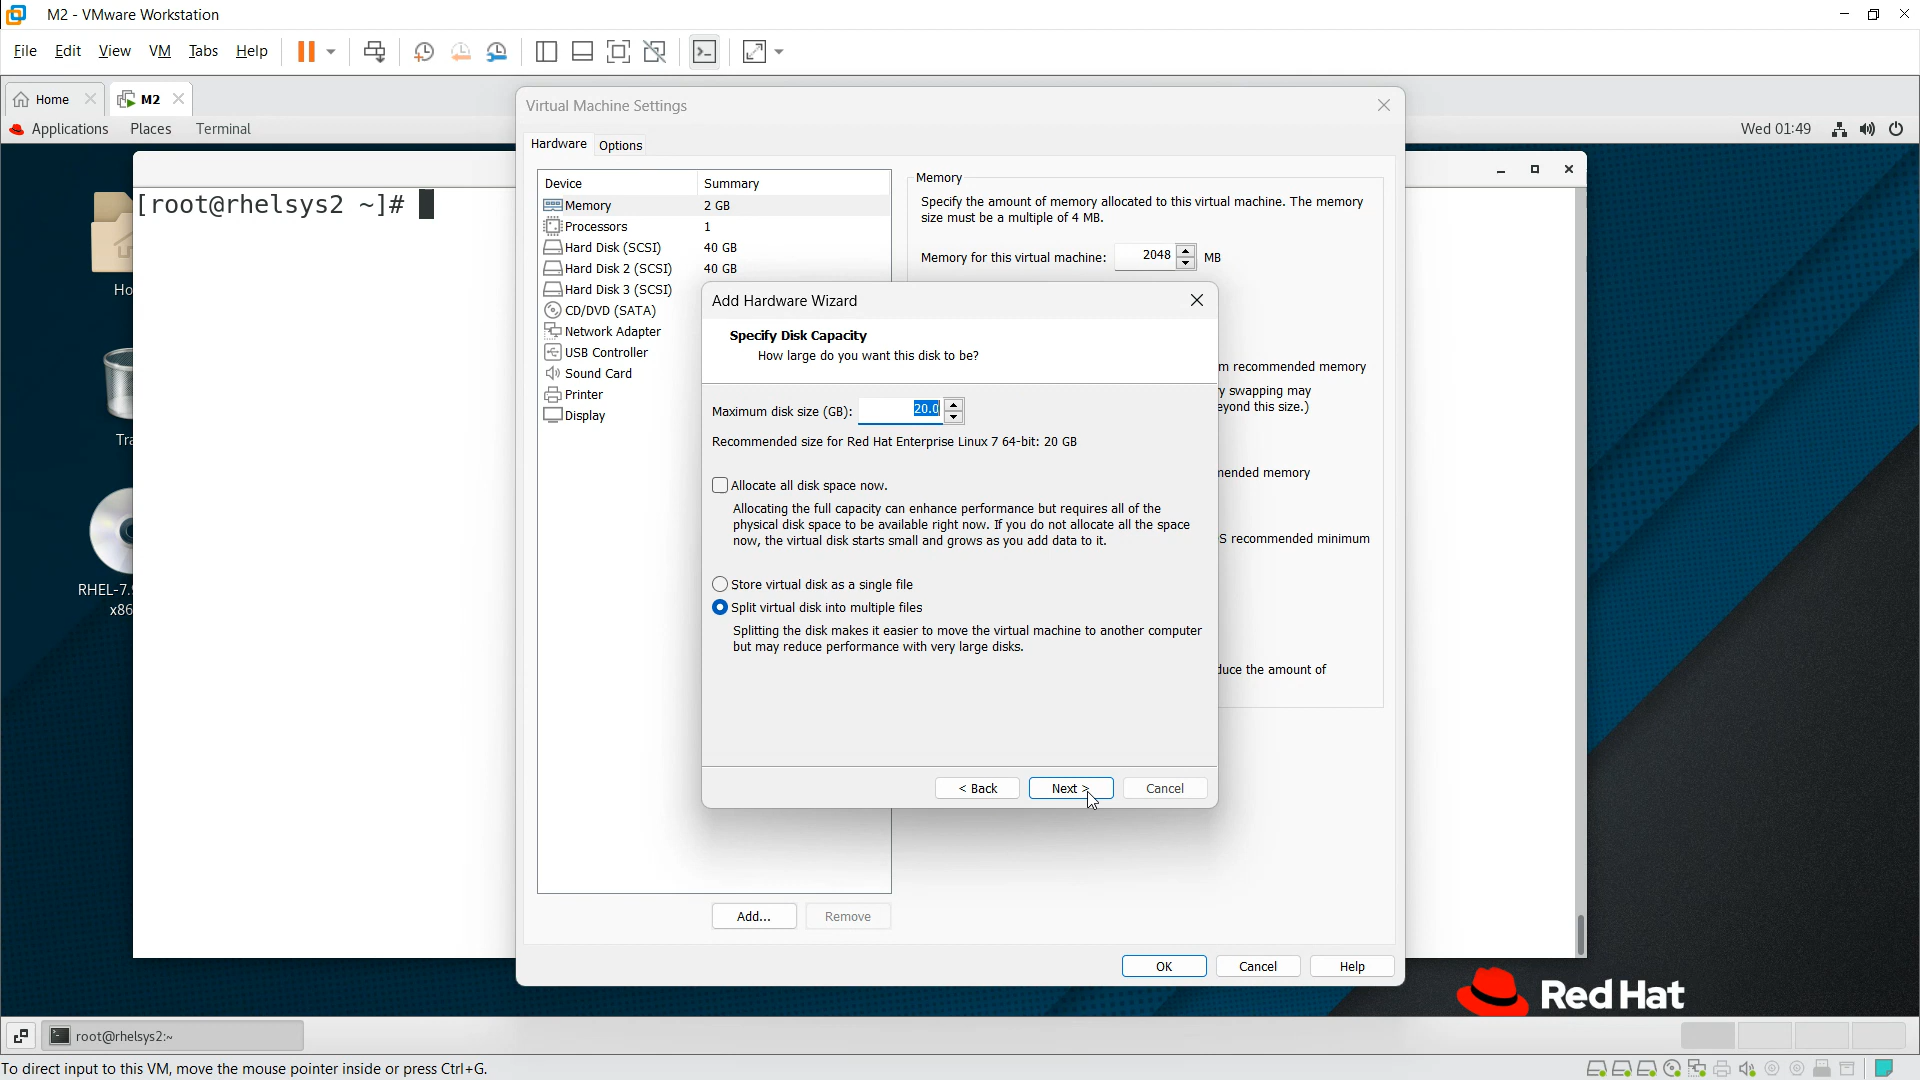 M2 - VMware Workstation
File Edit View VM Tabs Help
Home M2
Applications Places Terminal Wed 01:49
[root@rhelsys2 ~]#
Ho
Tra
RHEL-7.9
x86
Virtual Machine Settings
Hardware Options
Device Summary
Memory 2 GB
Processors 1
Hard Disk (SCSI) 40 GB
Hard Disk 2 (SCSI) 40 GB
Hard Disk 3 (SCSI)
CD/DVD (SATA)
Network Adapter
USB Controller
Sound Card
Printer
Display
Memory
Specify the amount of memory allocated to this virtual machine. The memory
size must be a multiple of 4 MB.
Memory for this virtual machine: 2048 MB
m recommended memory
y swapping may
eyond this size.)
ended memory
S recommended minimum
duce the amount of
Add Hardware Wizard
Specify Disk Capacity
How large do you want this disk to be?
Maximum disk size (GB): 20.0
Recommended size for Red Hat Enterprise Linux 7 64-bit: 20 GB
Allocate all disk space now.
Allocating the full capacity can enhance performance but requires all of the
physical disk space to be available right now. If you do not allocate all the space
now, the virtual disk starts small and grows as you add data to it.
Store virtual disk as a single file
Split virtual disk into multiple files
Splitting the disk makes it easier to move the virtual machine to another computer
but may reduce performance with very large disks.
< Back Next > Cancel
Add... Remove
OK Cancel Help
Red Hat
root@rhelsys2:~
To direct input to this VM, move the mouse pointer inside or press Ctrl+G.